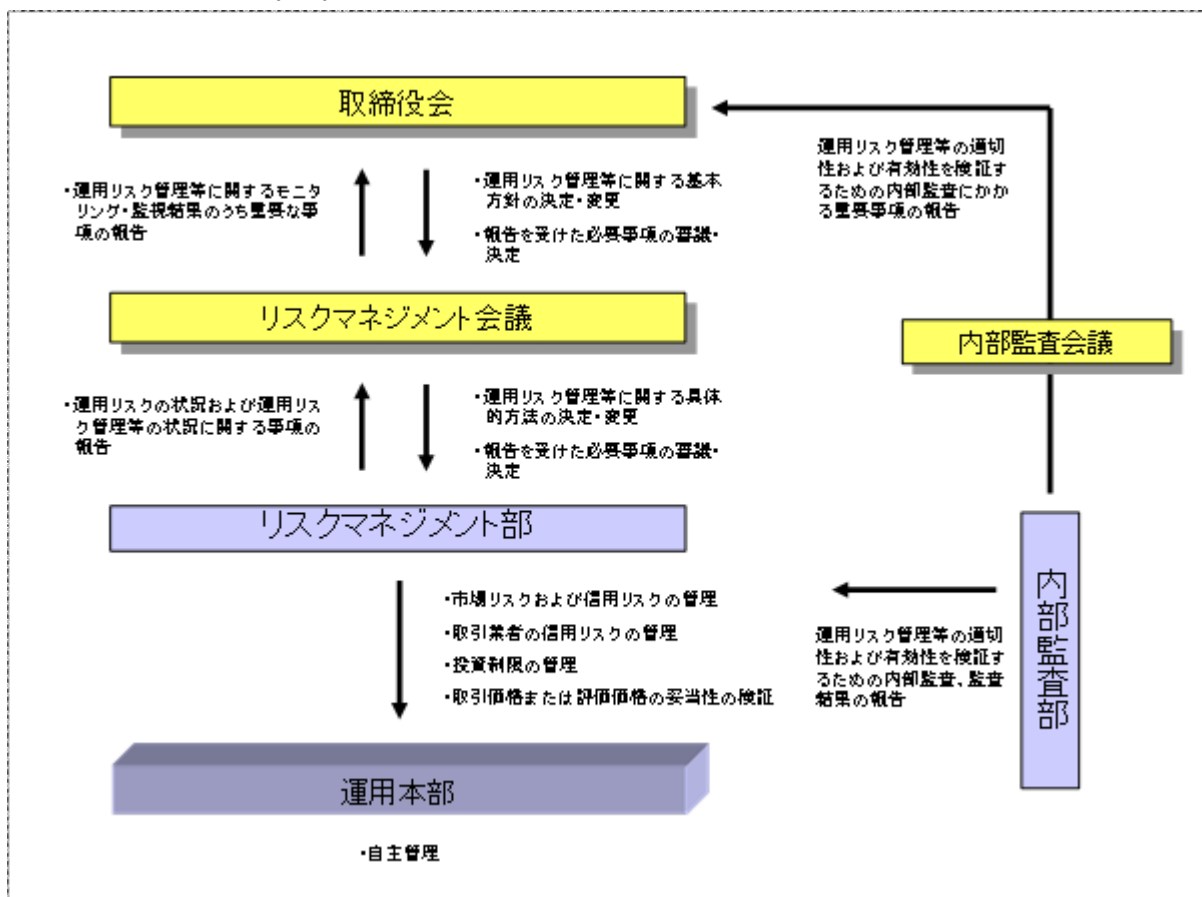 取締役会
・運用リスク管理等に関するモニ
タリング・監視結果のうち重要な事
項の報告
・運用リスク管理等に関する基本
方針の決定・変更
・報告を受けた必要事項の審議・
決定
運用リスク管理等の適切
性および有効性を検証す
るための内部監査にかか
る重要事項の報告
リスクマネジメント会議
内部監査会議
・運用リスクの状況および運用リス
ク管理等の状況に関する事項の
報告
・運用リスク管理等に関する具体
的方法の決定・変更
・報告を受けた必要事項の審議・
決定
リスクマネジメント部
内部監査部
・市場リスクおよび信用リスクの管理
・取引業者の信用リスクの管理
・投資制限の管理
・取引価格または評価価格の妥当性の検証
運用リスク管理等の適切
性および有効性を検証す
るための内部監査、監査
結果の報告
運用本部
・自主管理